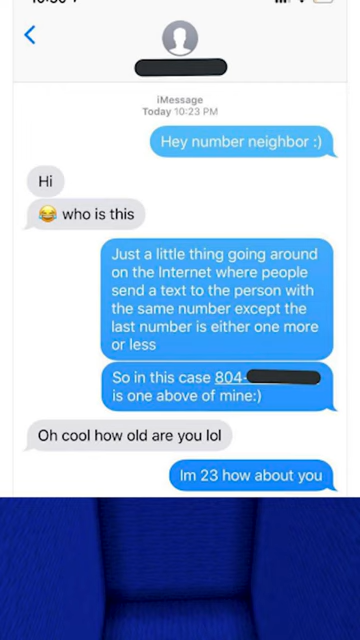 iMessage
Today 10:23 PM
Hey number neighbor :)
Hi
😂 who is this
Just a little thing going around
on the Internet where people
send a text to the person with
the same number except the
last number is either one more
or less
So in this case 804-
is one above of mine:)
Oh cool how old are you lol
Im 23 how about you